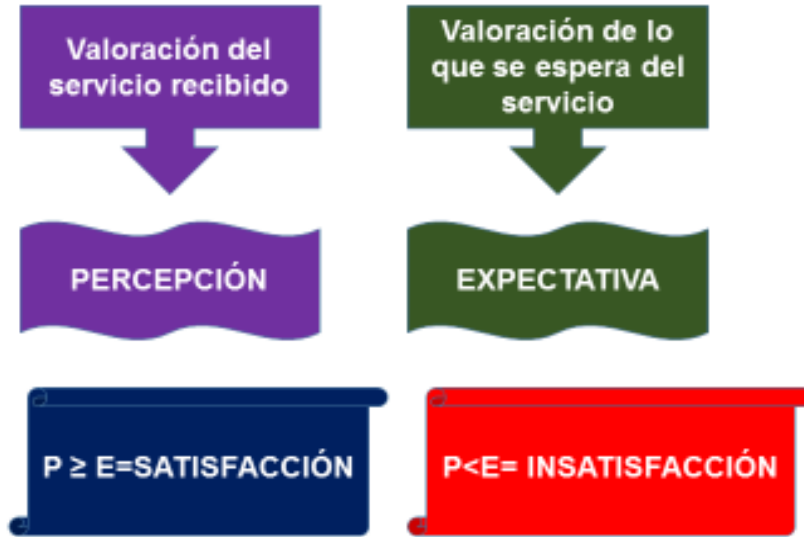 Valoración del
servicio recibido
Valoración de lo
que se espera del
servicio
PERCEPCIÓN
EXPECTATIVA
P ≥ E=SATISFACCIÓN
P<E= INSATISFACCIÓN